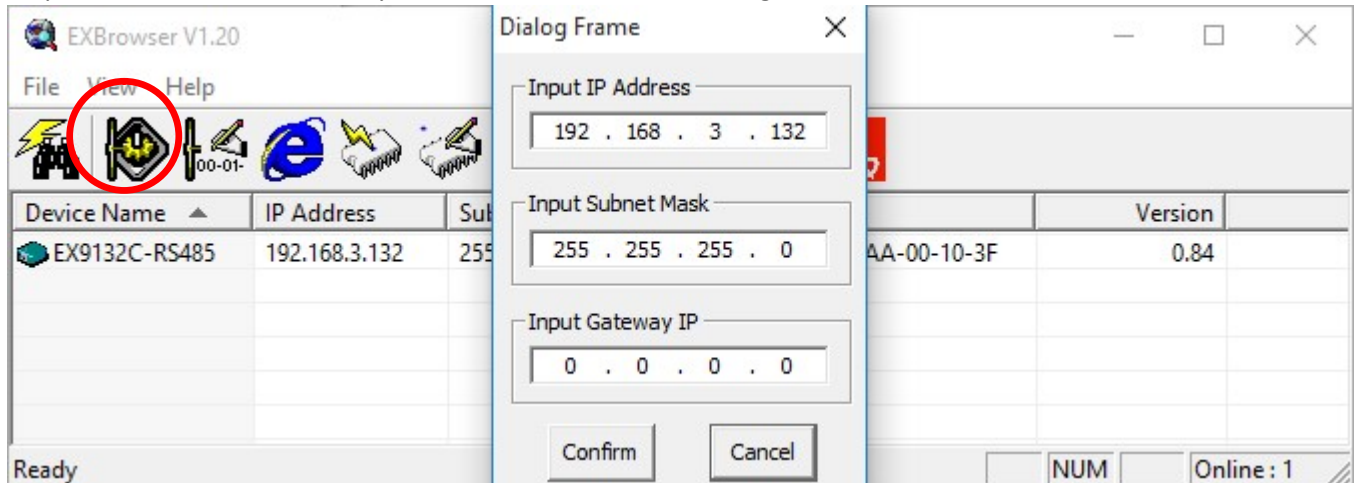 EXBrowser V1.20
Dialog Frame
File View Help
Input IP Address
192 . 168 . 3 . 132
00-01-
Device Name IP Address
Version
Input Subnet Mask
EX9132C-RS485 192.168.3.132 255
255 . 255 . 255 . 0
AA-00-10-3F 0.84
Input Gateway IP
0 . 0 . 0 . 0
Confirm Cancel
Ready
NUM Online : 1